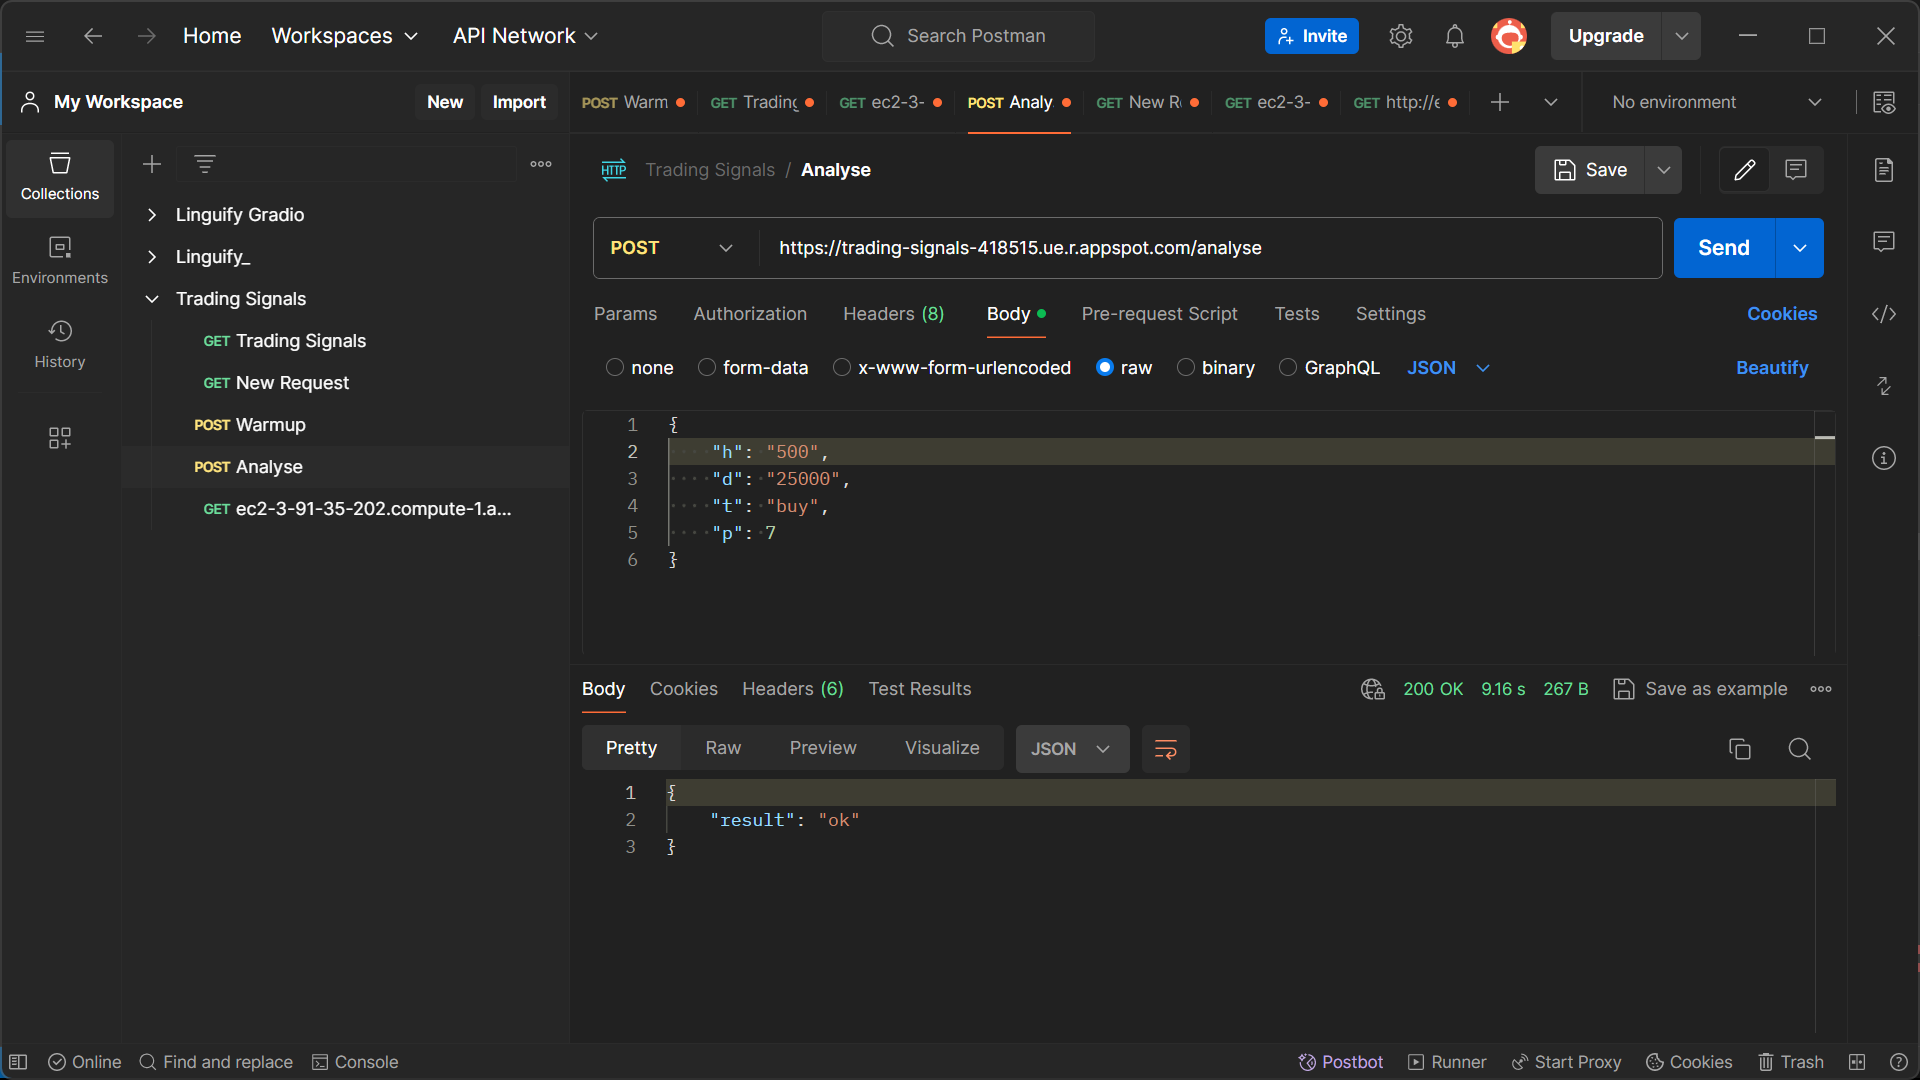 Home Workspaces API Network Search Postman Invite Upgrade
My Workspace New Import
POST Warm GET Trading GET ec2-3- POST Analy GET New R GET ec2-3- GET http://e No environment
Collections
Environments
History
Linguify Gradio
Linguify_
Trading Signals
GET Trading Signals
GET New Request
POST Warmup
POST Analyse
GET ec2-3-91-35-202.compute-1.a...
HTTP Trading Signals / Analyse Save
POST https://trading-signals-418515.ue.r.appspot.com/analyse Send
Params Authorization Headers (8) Body Pre-request Script Tests Settings Cookies
none form-data x-www-form-urlencoded raw binary GraphQL JSON Beautify
1 {
2 "h": "500",
3 "d": "25000",
4 "t": "buy",
5 "p": 7
6 }
Body Cookies Headers (6) Test Results 200 OK 9.16 s 267 B Save as example
Pretty Raw Preview Visualize JSON
1 {
2 "result": "ok"
3 }
Online Find and replace Console Postbot Runner Start Proxy Cookies Trash